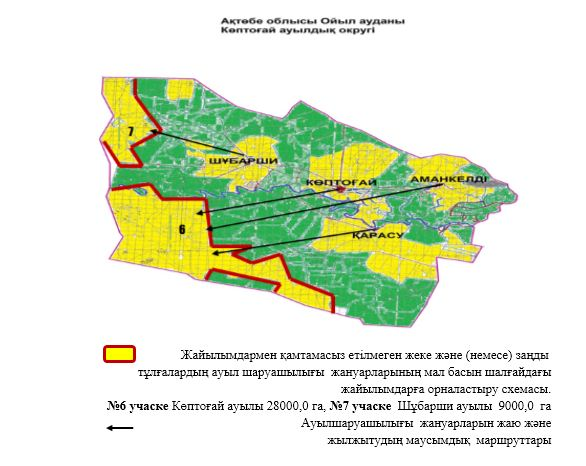 Ақтөбе облысы Ойыл ауданы
Көптоғай ауылдық округі
7
ШҰБАРШИ
КӨПТОҒАЙ
АМАНКЕЛДІ
6
ҚАРАСУ
Жайылымдармен қамтамасыз етілмеген жеке және (немесе) заңды
тұлғалардың ауыл шаруашылығы жануарларының мал басын шалғайдағы
жайылымдарға орналастыру схемасы.
№6 учаске Көптоғай ауылы 28000,0 га, №7 учаске Шұбарши ауылы 9000,0 га
Ауылшаруашылығы жануарларын жаю және
жылжытудың маусымдық маршруттары